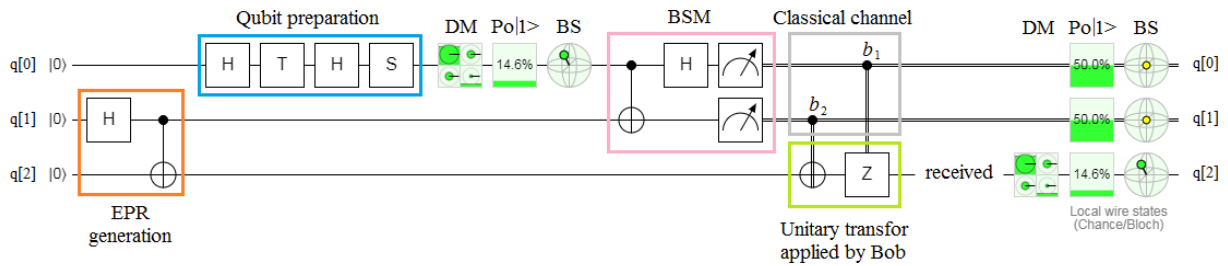 Qubit preparation DM Po|1> BS BSM Classical channel DM Po|1> BS
q[0] |0⟩ H T H S 14.6% H b1 50.0% q[0]
q[1] |0⟩ H b2 50.0% q[1]
q[2] |0⟩ Z received 14.6% q[2]
EPR
generation
Unitary transfor
applied by Bob
Local wire states
(Chance/Bloch)